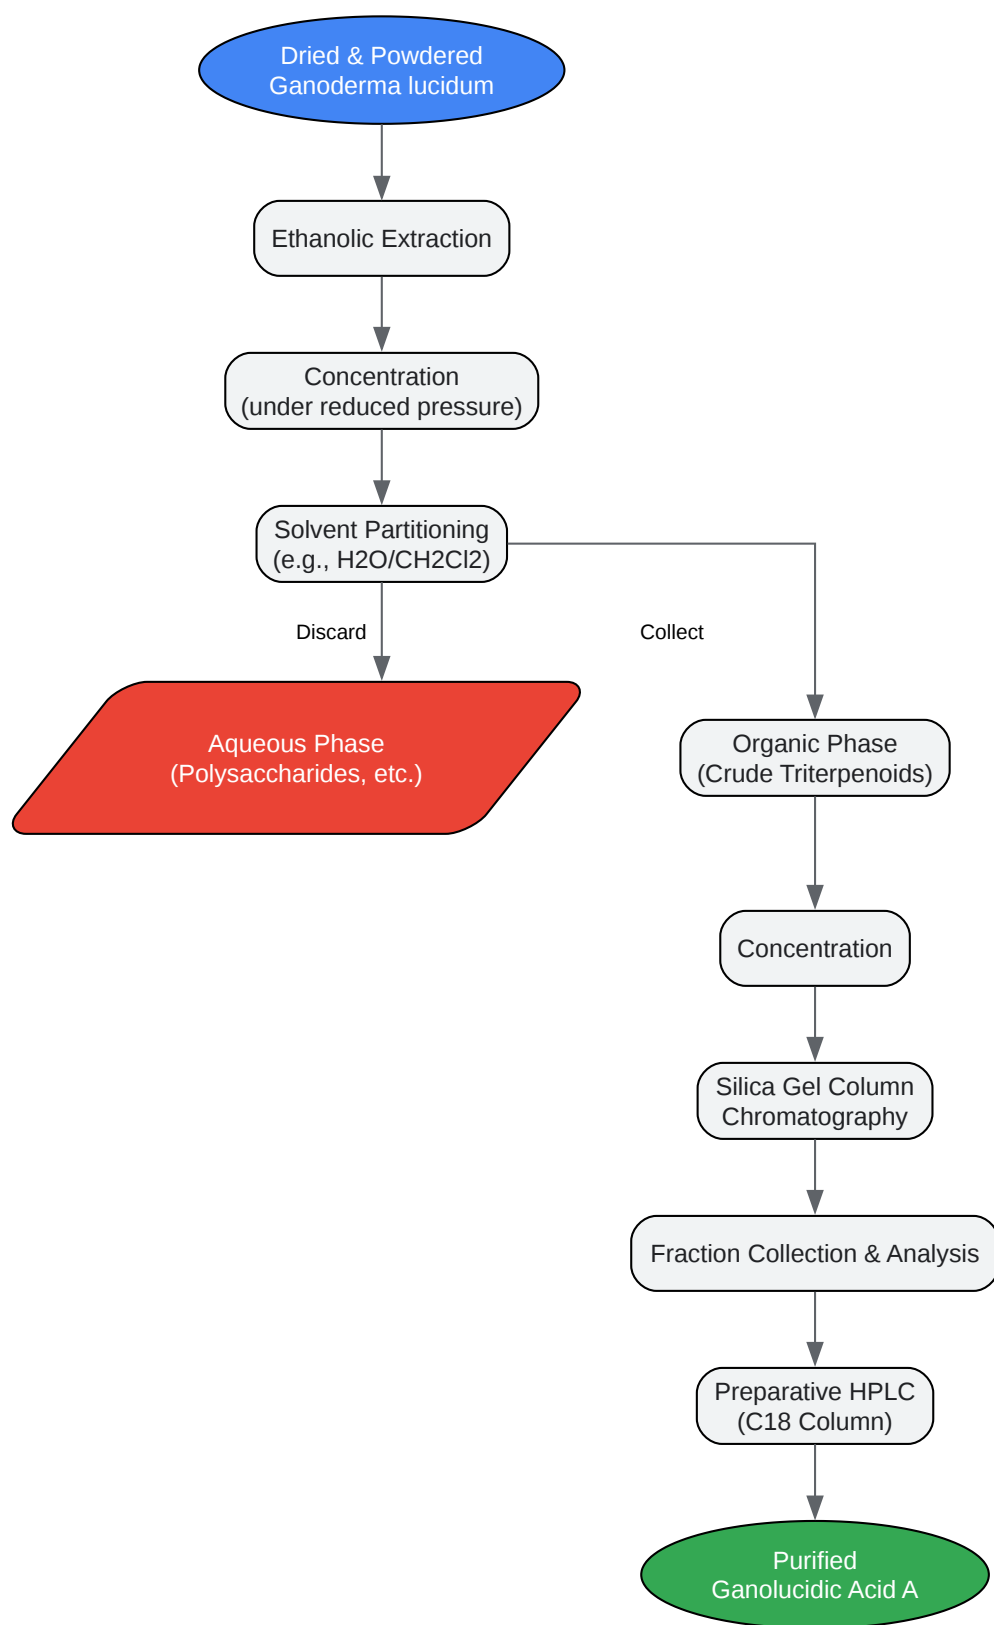 Dried & Powdered
Ganoderma lucidum
Ethanolic Extraction
Concentration
(under reduced pressure)
Solvent Partitioning
(e.g., H2O/CH2Cl2)
Discard
Collect
Aqueous Phase
(Polysaccharides, etc.)
Organic Phase
(Crude Triterpenoids)
Concentration
Silica Gel Column
Chromatography
Fraction Collection & Analysis
Preparative HPLC
(C18 Column)
Purified
Ganolucidic Acid A